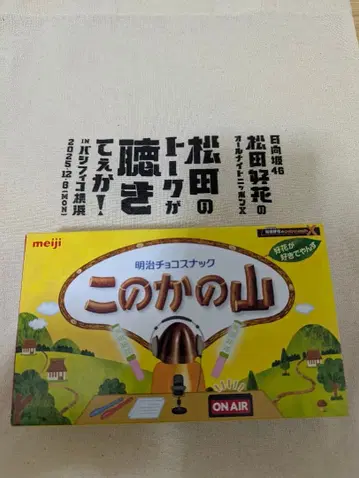 日向坂46
松田好花の
オールナイトニッポンX
松田の
トークが
聴き
てぇか!
2025.12.8(MON)
INパシフィコ横浜
meiji
明治チョコスナック
このかの山
好花が
好きでやんす
ON AIR